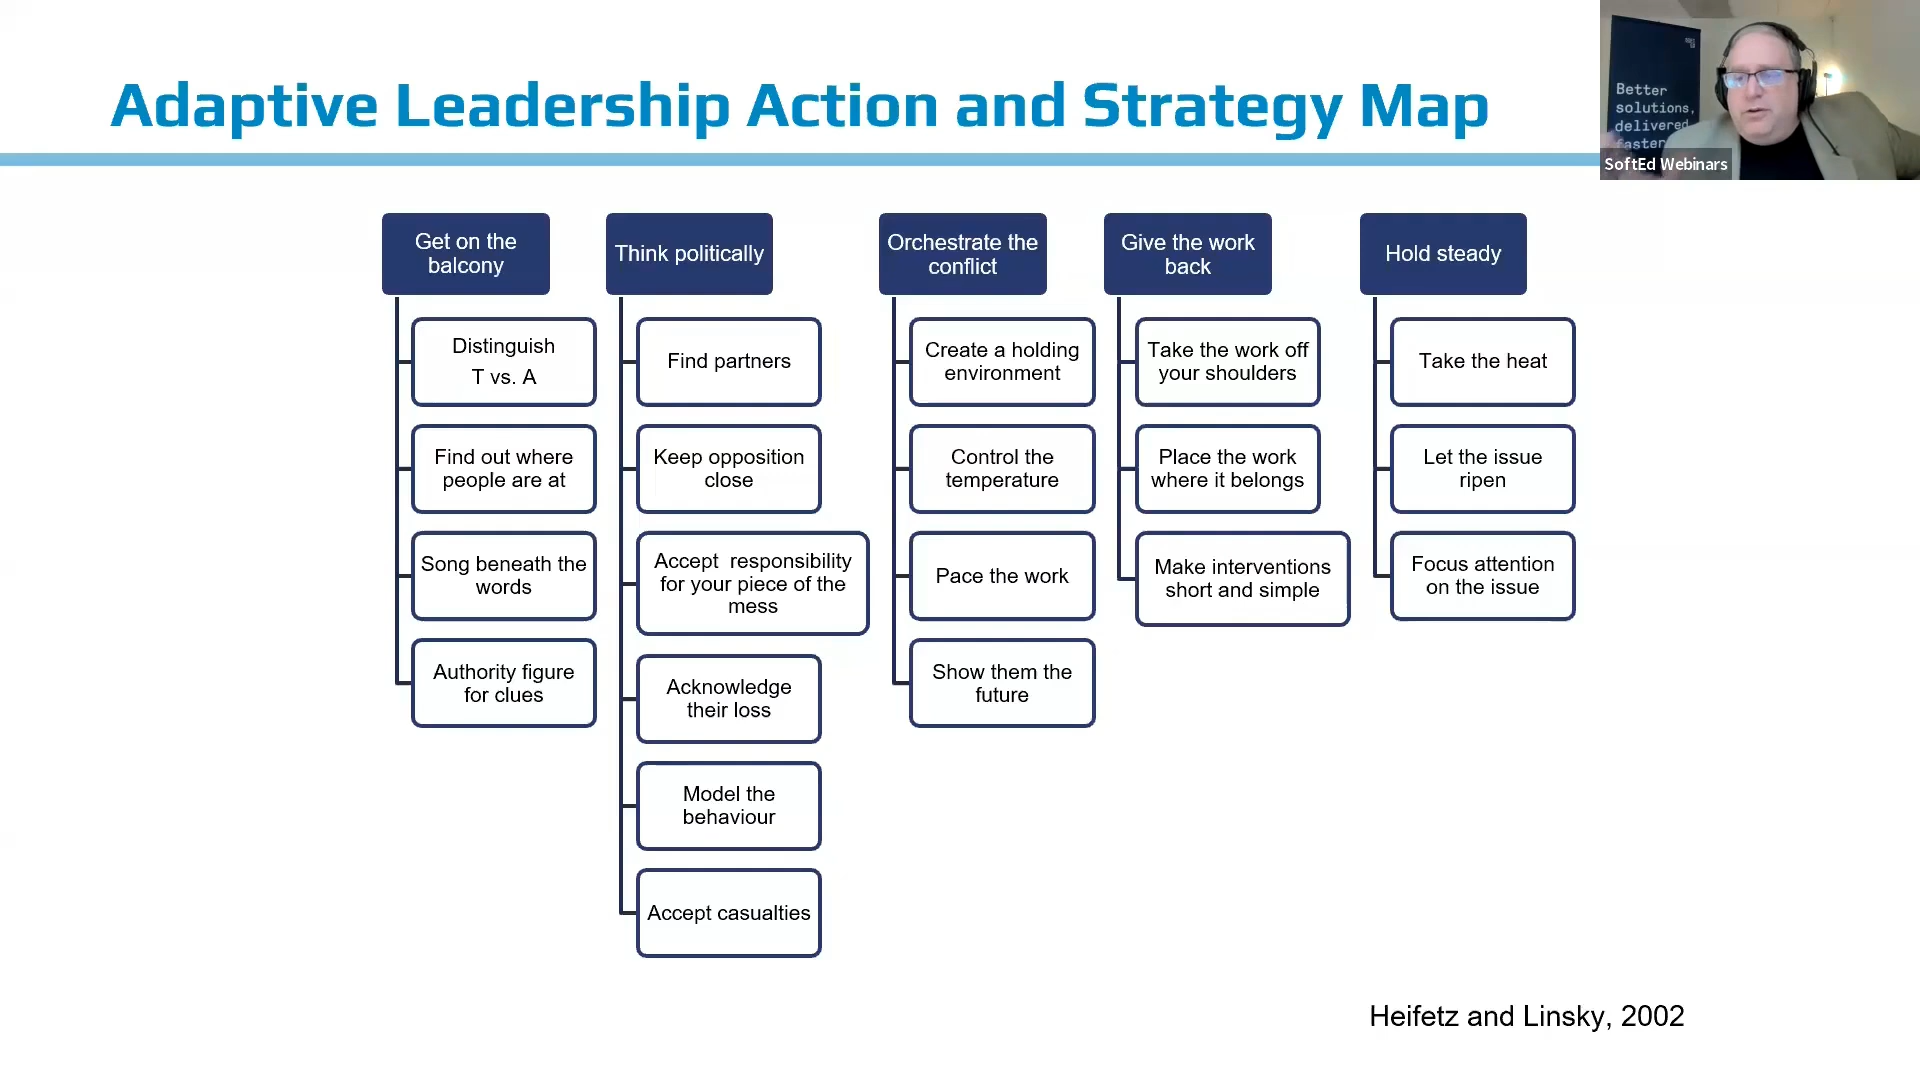 Adaptive Leadership Action and Strategy Map
Better
solutions,
delivered
faster
SoftEd Webinars
Get on the
balcony
Distinguish
T vs. A
Find out where
people are at
Song beneath the
words
Authority figure
for clues
Think politically
Find partners
Keep opposition
close
Accept responsibility
for your piece of the
mess
Acknowledge
their loss
Model the
behaviour
Accept casualties
Orchestrate the
conflict
Create a holding
environment
Control the
temperature
Pace the work
Show them the
future
Give the work
back
Take the work off
your shoulders
Place the work
where it belongs
Make interventions
short and simple
Hold steady
Take the heat
Let the issue
ripen
Focus attention
on the issue
Heifetz and Linsky, 2002